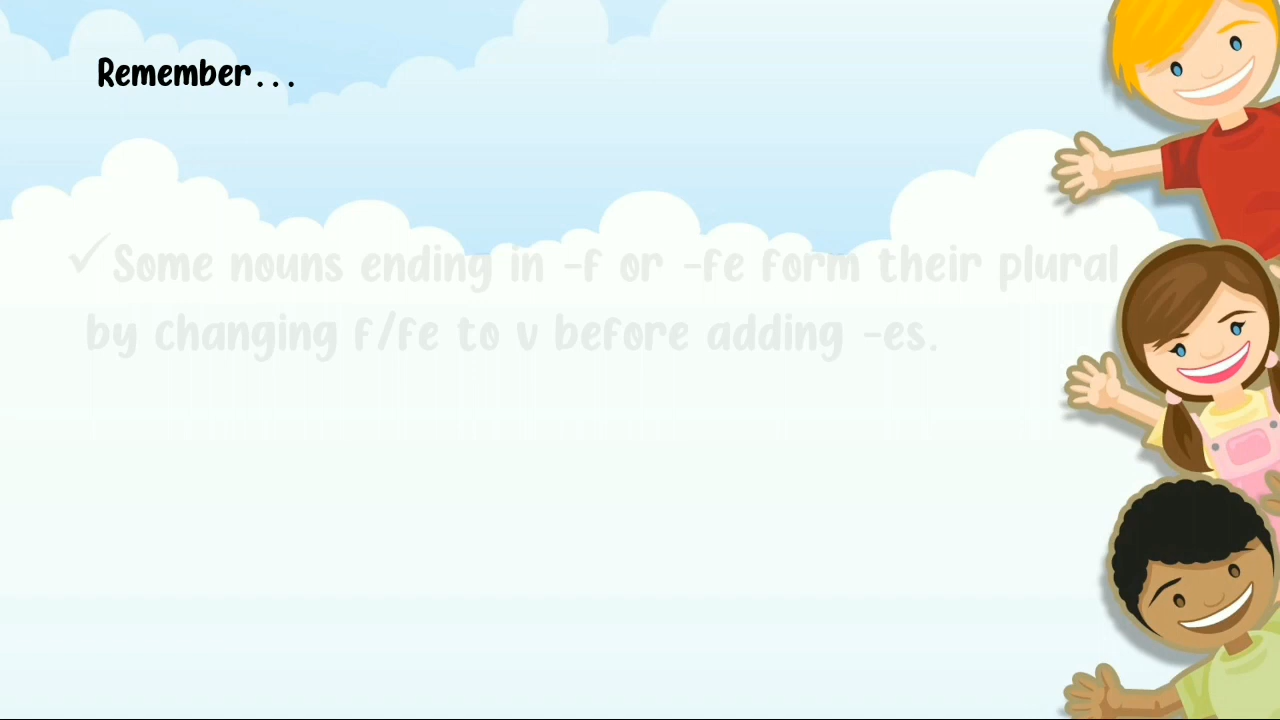 Remember...
✓Some nouns ending in -f or -fe form their plural
by changing f/fe to v before adding -es.